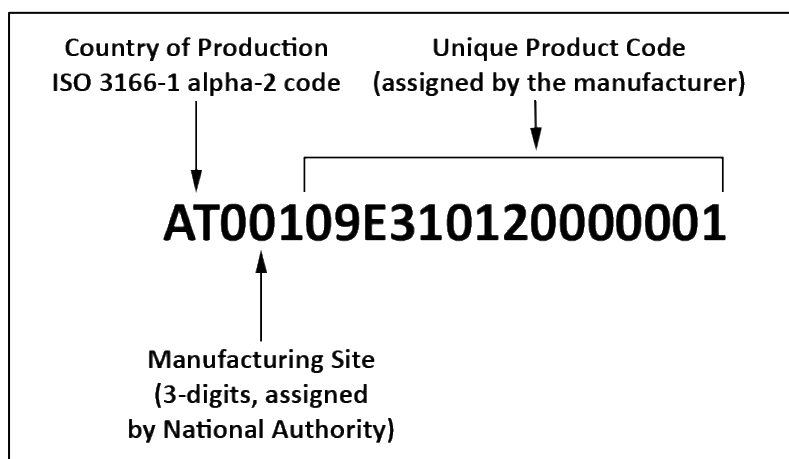 Country of Production
ISO 3166-1 alpha-2 code
Unique Product Code
(assigned by the manufacturer)
AT00109E310120000001
Manufacturing Site
(3-digits, assigned
by National Authority)